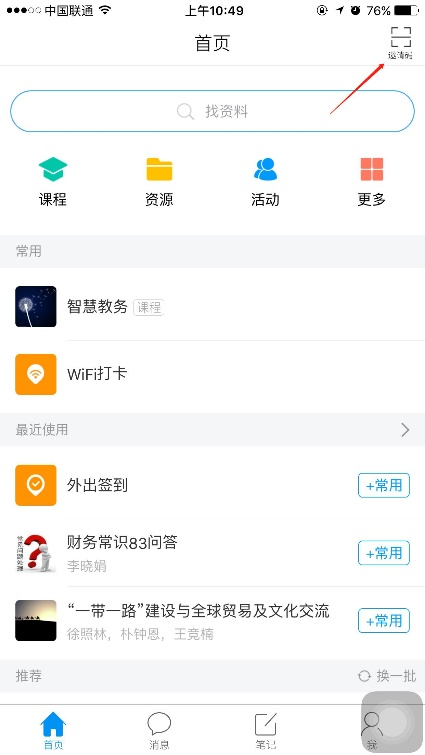 中国联通 上午10:49 76%
首页
邀请码
找资料
课程 资源 活动 更多
常用
智慧教务 课程
WiFi打卡
最近使用
外出签到 +常用
财务常识83问答 +常用
李晓娟
“一带一路”建设与全球贸易及文化交流 +常用
徐照林，朴钟恩，王竞楠
推荐 换一批
首页 消息 笔记 我